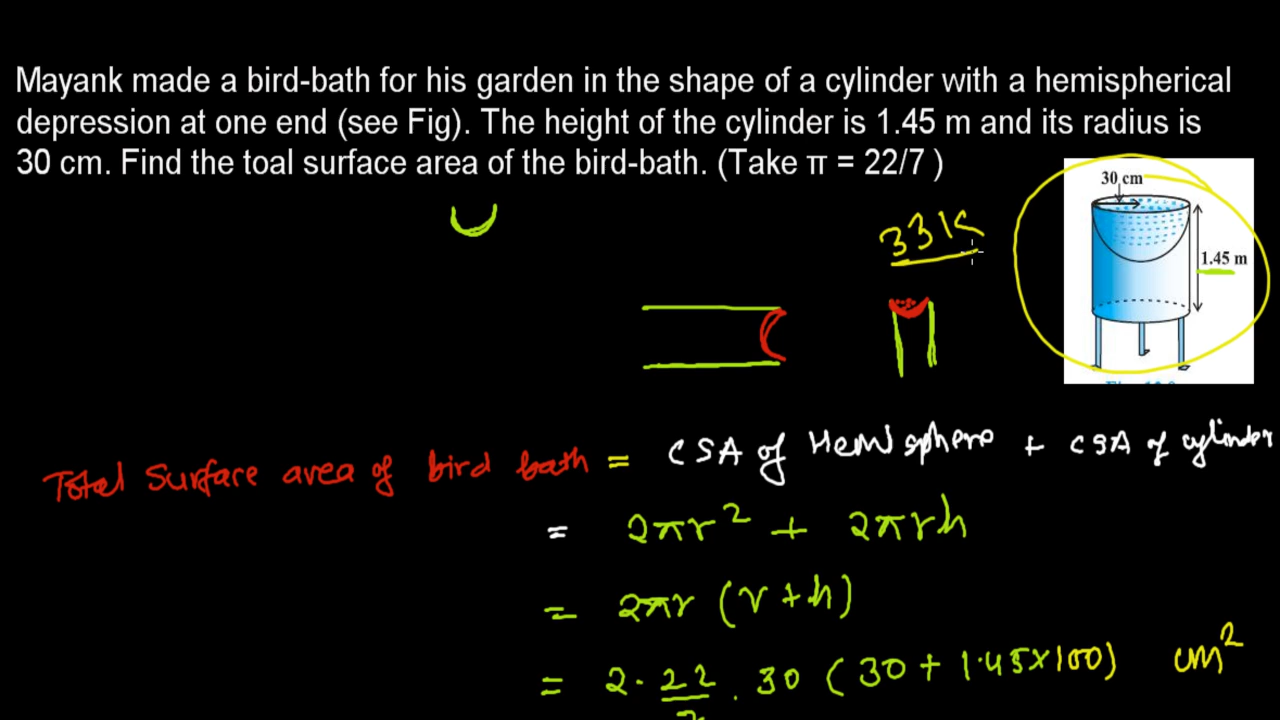 Mayank made a bird-bath for his garden in the shape of a cylinder with a hemispherical
depression at one end (see Fig). The height of the cylinder is 1.45 m and its radius is
30 cm. Find the toal surface area of the bird-bath. (Take π = 22/7 )
30 cm
33K
1.45 m
Total Surface area of bird bath = CSA of Hemisphere + CSA of cylinder
= 2πr² + 2πrh
= 2πr (r+h)
= 2. 22/7 . 30 (30 + 1.45×100) cm²